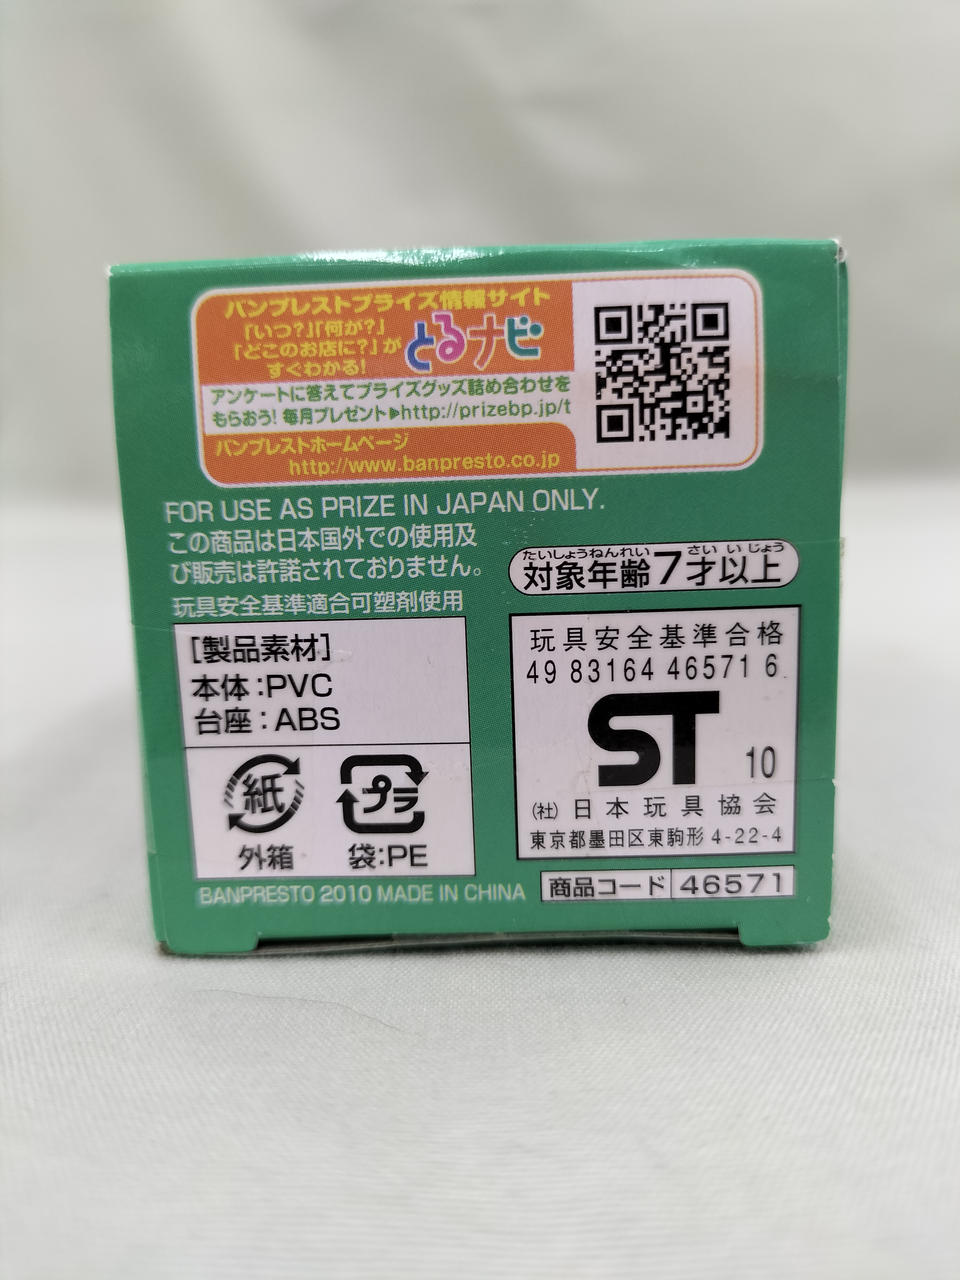 バンプレストプライズ情報サイト
「いつ?」「何が?」
「どこのお店に?」が
すぐわかる!
とるナビ
アンケートに答えてプライズグッズ詰め合わせを
もらおう! 毎月プレゼント▶http://prizebp.jp/t
バンプレストホームページ
http://www.banpresto.co.jp
FOR USE AS PRIZE IN JAPAN ONLY.
この商品は日本国外での使用及
び販売は許諾されておりません。
玩具安全基準適合可塑剤使用
たいしょうねんれい さい いじょう
対象年齢7才以上
[製品素材]
本体:PVC
台座:ABS
紙
外箱
プラ
袋:PE
玩具安全基準合格
49 83164 46571 6
ST
10
(社)日本玩具協会
東京都墨田区東駒形 4-22-4
BANPRESTO 2010 MADE IN CHINA
商品コード 46571